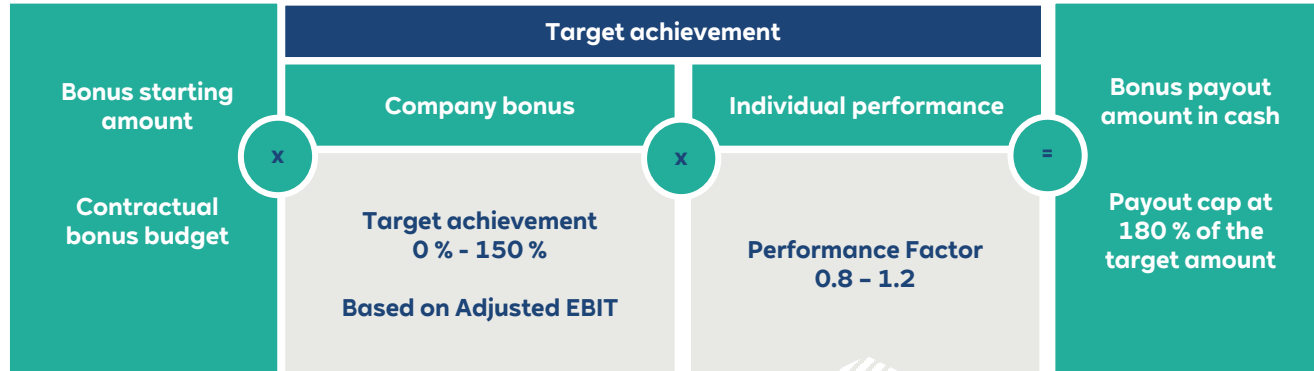 Target achievement
Bonus starting
amount
Contractual
bonus budget
x
Company bonus
Target achievement
0 % - 150 %
Based on Adjusted EBIT
x
Individual performance
Performance Factor
0.8 – 1.2
=
Bonus payout
amount in cash
Payout cap at
180 % of the
target amount